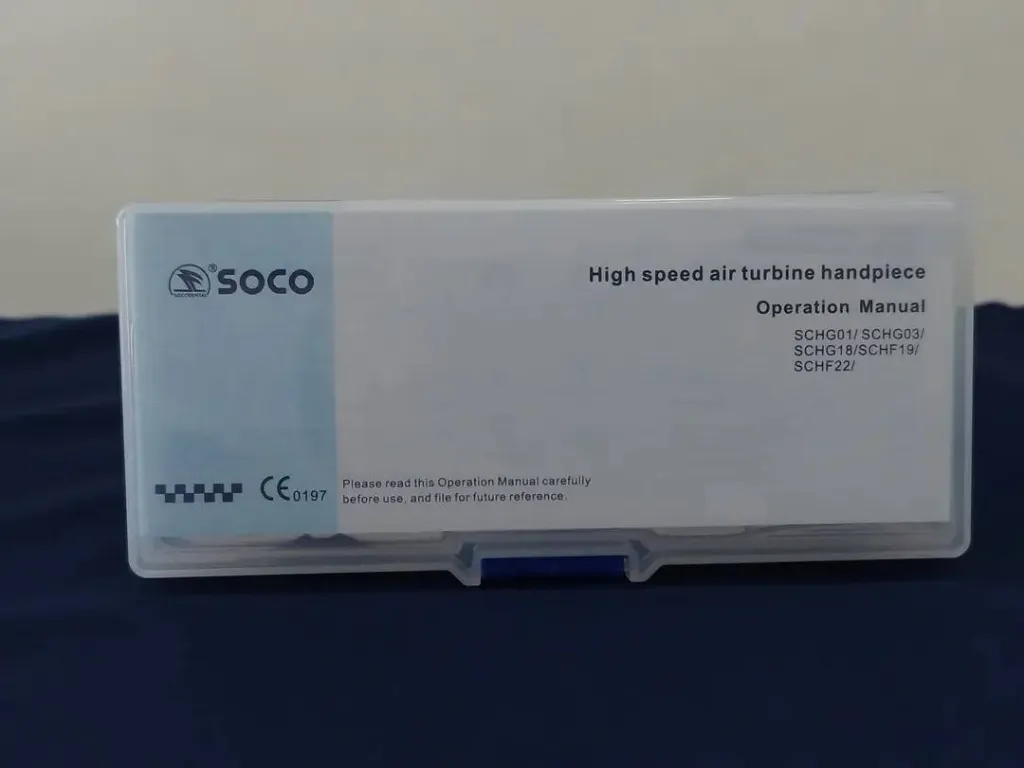 ®SOCO
High speed air turbine handpiece
Operation Manual
SCHG01/ SCHG03/
SCHG18/SCHF19/
SCHF22/
CE0197
Please read this Operation Manual carefully
before use, and file for future reference.